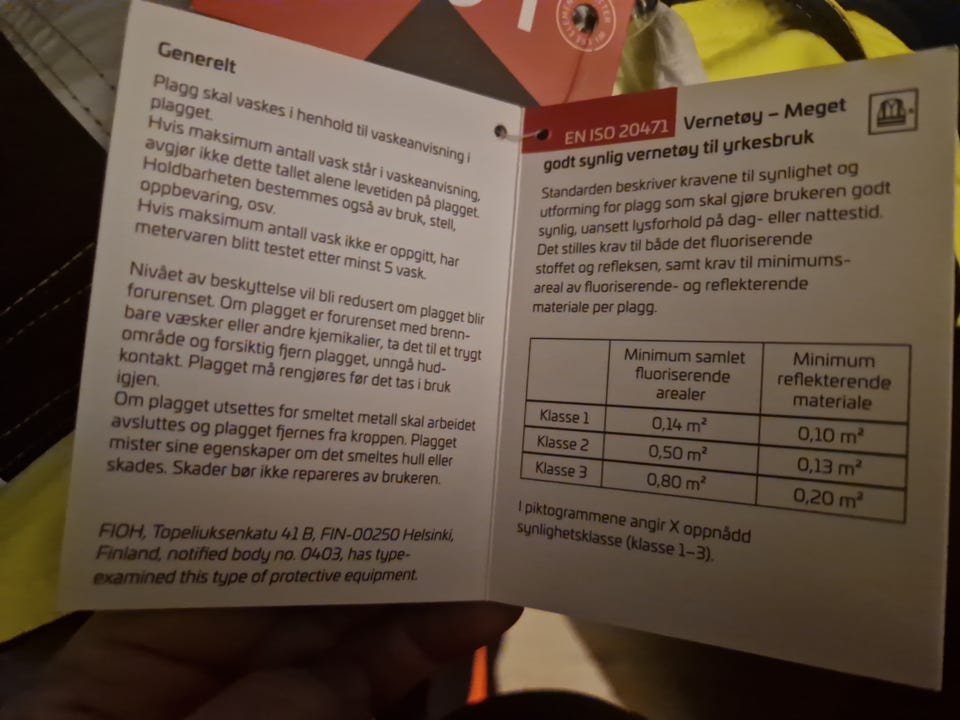 Generelt
Plagg skal vaskes i henhold til vaskeanvisning i
plagget.
Hvis maksimum antall vask står i vaskeanvisning,
avgjør ikke dette tallet alene levetiden på plagget.
Holdbarheten bestemmes også av bruk, stell,
oppbevaring, osv.
Hvis maksimum antall vask ikke er oppgitt, har
metervaren blitt testet etter minst 5 vask.
Nivået av beskyttelse vil bli redusert om plagget blir
forurenset. Om plagget er forurenset med brenn-
bare væsker eller andre kjemikalier, ta det til et trygt
område og forsiktig fjern plagget, unngå hud-
kontakt. Plagget må rengjøres før det tas i bruk
igjen.
Om plagget utsettes for smeltet metall skal arbeidet
avsluttes og plagget fjernes fra kroppen. Plagget
mister sine egenskaper om det smeltes hull eller
skades. Skader bør ikke repareres av brukeren.
FIOH, Topeliuksenkatu 41 B, FIN-00250 Helsinki,
Finland, notified body no. 0403, has type-
examined this type of protective equipment.
EN ISO 20471 Vernetøy – Meget
godt synlig vernetøy til yrkesbruk
Standarden beskriver kravene til synlighet og
utforming for plagg som skal gjøre brukeren godt
synlig, uansett lysforhold på dag- eller nattestid.
Det stilles krav til både det fluoriserende
stoffet og refleksen, samt krav til minimums-
areal av fluoriserende- og reflekterende
materiale per plagg.
Minimum samlet
fluoriserende
arealer
Minimum
reflekterende
materiale
Klasse 1 0,14 m² 0,10 m²
Klasse 2 0,50 m² 0,13 m²
Klasse 3 0,80 m² 0,20 m²
I piktogrammene angir X oppnådd
synlighetsklasse (klasse 1–3).